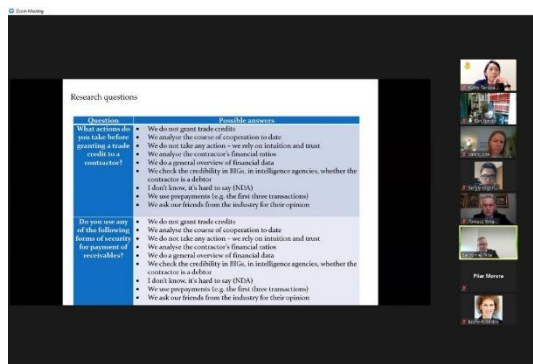 Zoom Meeting
Research questions
Question
Possible answers
What actions do
you take before
granting a trade
credit to a
contractor?
• We do not grant trade credits
• We analyse the course of cooperation to date
• We do not take any action – we rely on intuition and trust
• We analyse the contractor's financial ratios
• We do a general overview of financial data
• We check the credibility in BIGs, in intelligence agencies, whether the
contractor is a debtor
• I don't know, it's hard to say (NDA)
• We use prepayments (e.g. the first three transactions)
• We ask our friends from the industry for their opinion
Do you use any
of the following
forms of security
for payment of
receivables?
• We do not grant trade credits
• We analyse the course of cooperation to date
• We do not take any action – we rely on intuition and trust
• We analyse the contractor's financial ratios
• We do a general overview of financial data
• We check the credibility in BIGs, in intelligence agencies, whether the
contractor is a debtor
• I don't know, it's hard to say (NDA)
• We use prepayments (e.g. the first three transactions)
• We ask our friends from the industry for their opinion
Pilar Morera